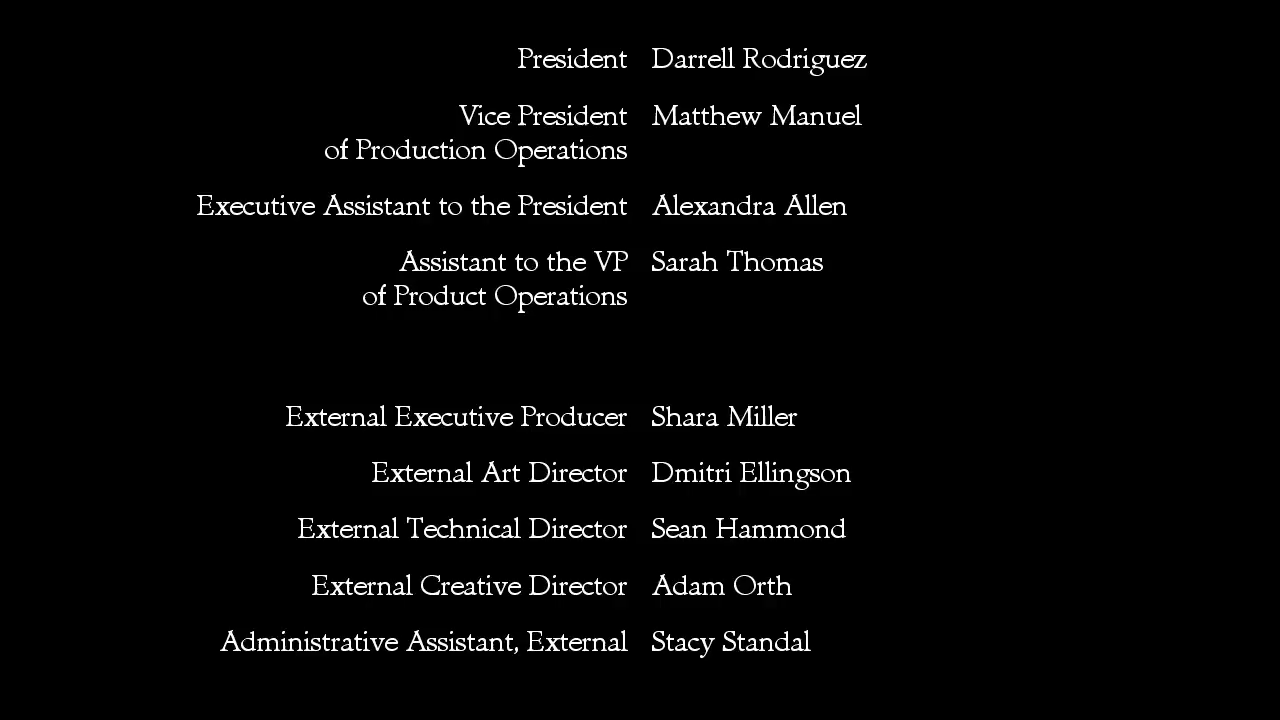 President Darrell Rodriguez
Vice President Matthew Manuel
of Production Operations
Executive Assistant to the President Alexandra Allen
Assistant to the VP Sarah Thomas
of Product Operations
External Executive Producer Shara Miller
External Art Director Dmitri Ellingson
External Technical Director Sean Hammond
External Creative Director Adam Orth
Administrative Assistant, External Stacy Standal